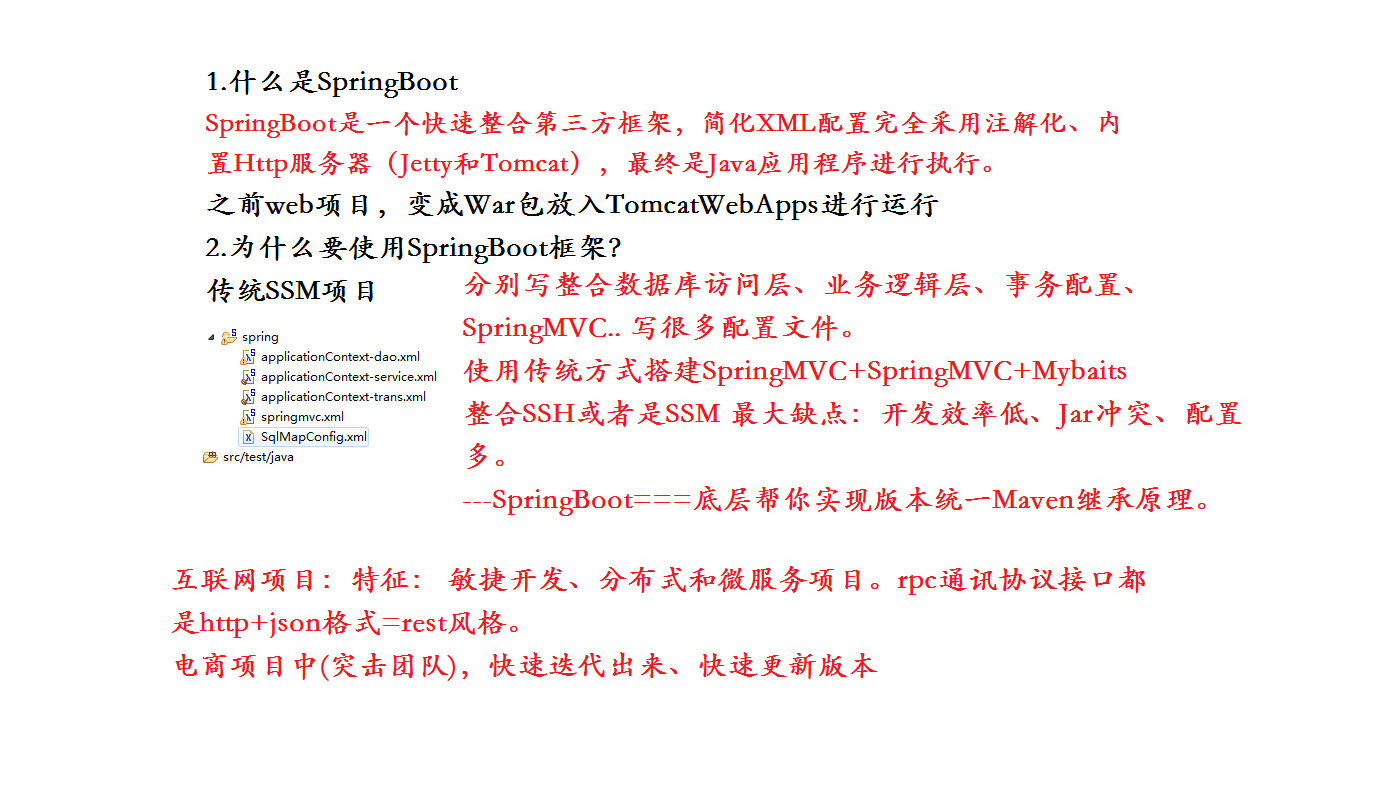 1.什么是SpringBoot
SpringBoot是一个快速整合第三方框架，简化XML配置完全采用注解化、内
置Http服务器（Jetty和Tomcat），最终是Java应用程序进行执行。
之前web项目，变成War包放入TomcatWebApps进行运行
2.为什么要使用SpringBoot框架?
传统SSM项目
spring
applicationContext-dao.xml
applicationContext-service.xml
applicationContext-trans.xml
springmvc.xml
SqlMapConfig.xml
src/test/java
分别写整合数据库访问层、业务逻辑层、事务配置、
SpringMVC.. 写很多配置文件。
使用传统方式搭建SpringMVC+SpringMVC+Mybaits
整合SSH或者是SSM 最大缺点：开发效率低、Jar冲突、配置
多。
---SpringBoot===底层帮你实现版本统一Maven继承原理。
互联网项目：特征： 敏捷开发、分布式和微服务项目。rpc通讯协议接口都
是http+json格式=rest风格。
电商项目中(突击团队)，快速迭代出来、快速更新版本